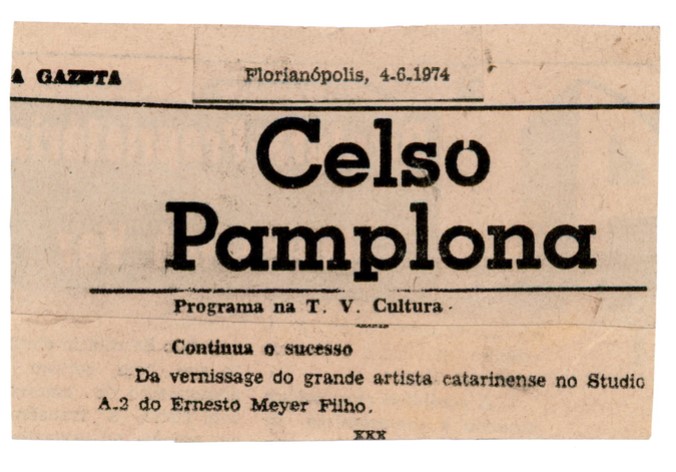 A GAZETA
Florianópolis, 4-6-1974
Celso
Pamplona
Programa na T. V. Cultura
Continua o sucesso
Da vernissage do grande artista catarinense no Studio
A-2 do Ernesto Meyer Filho.
xxx